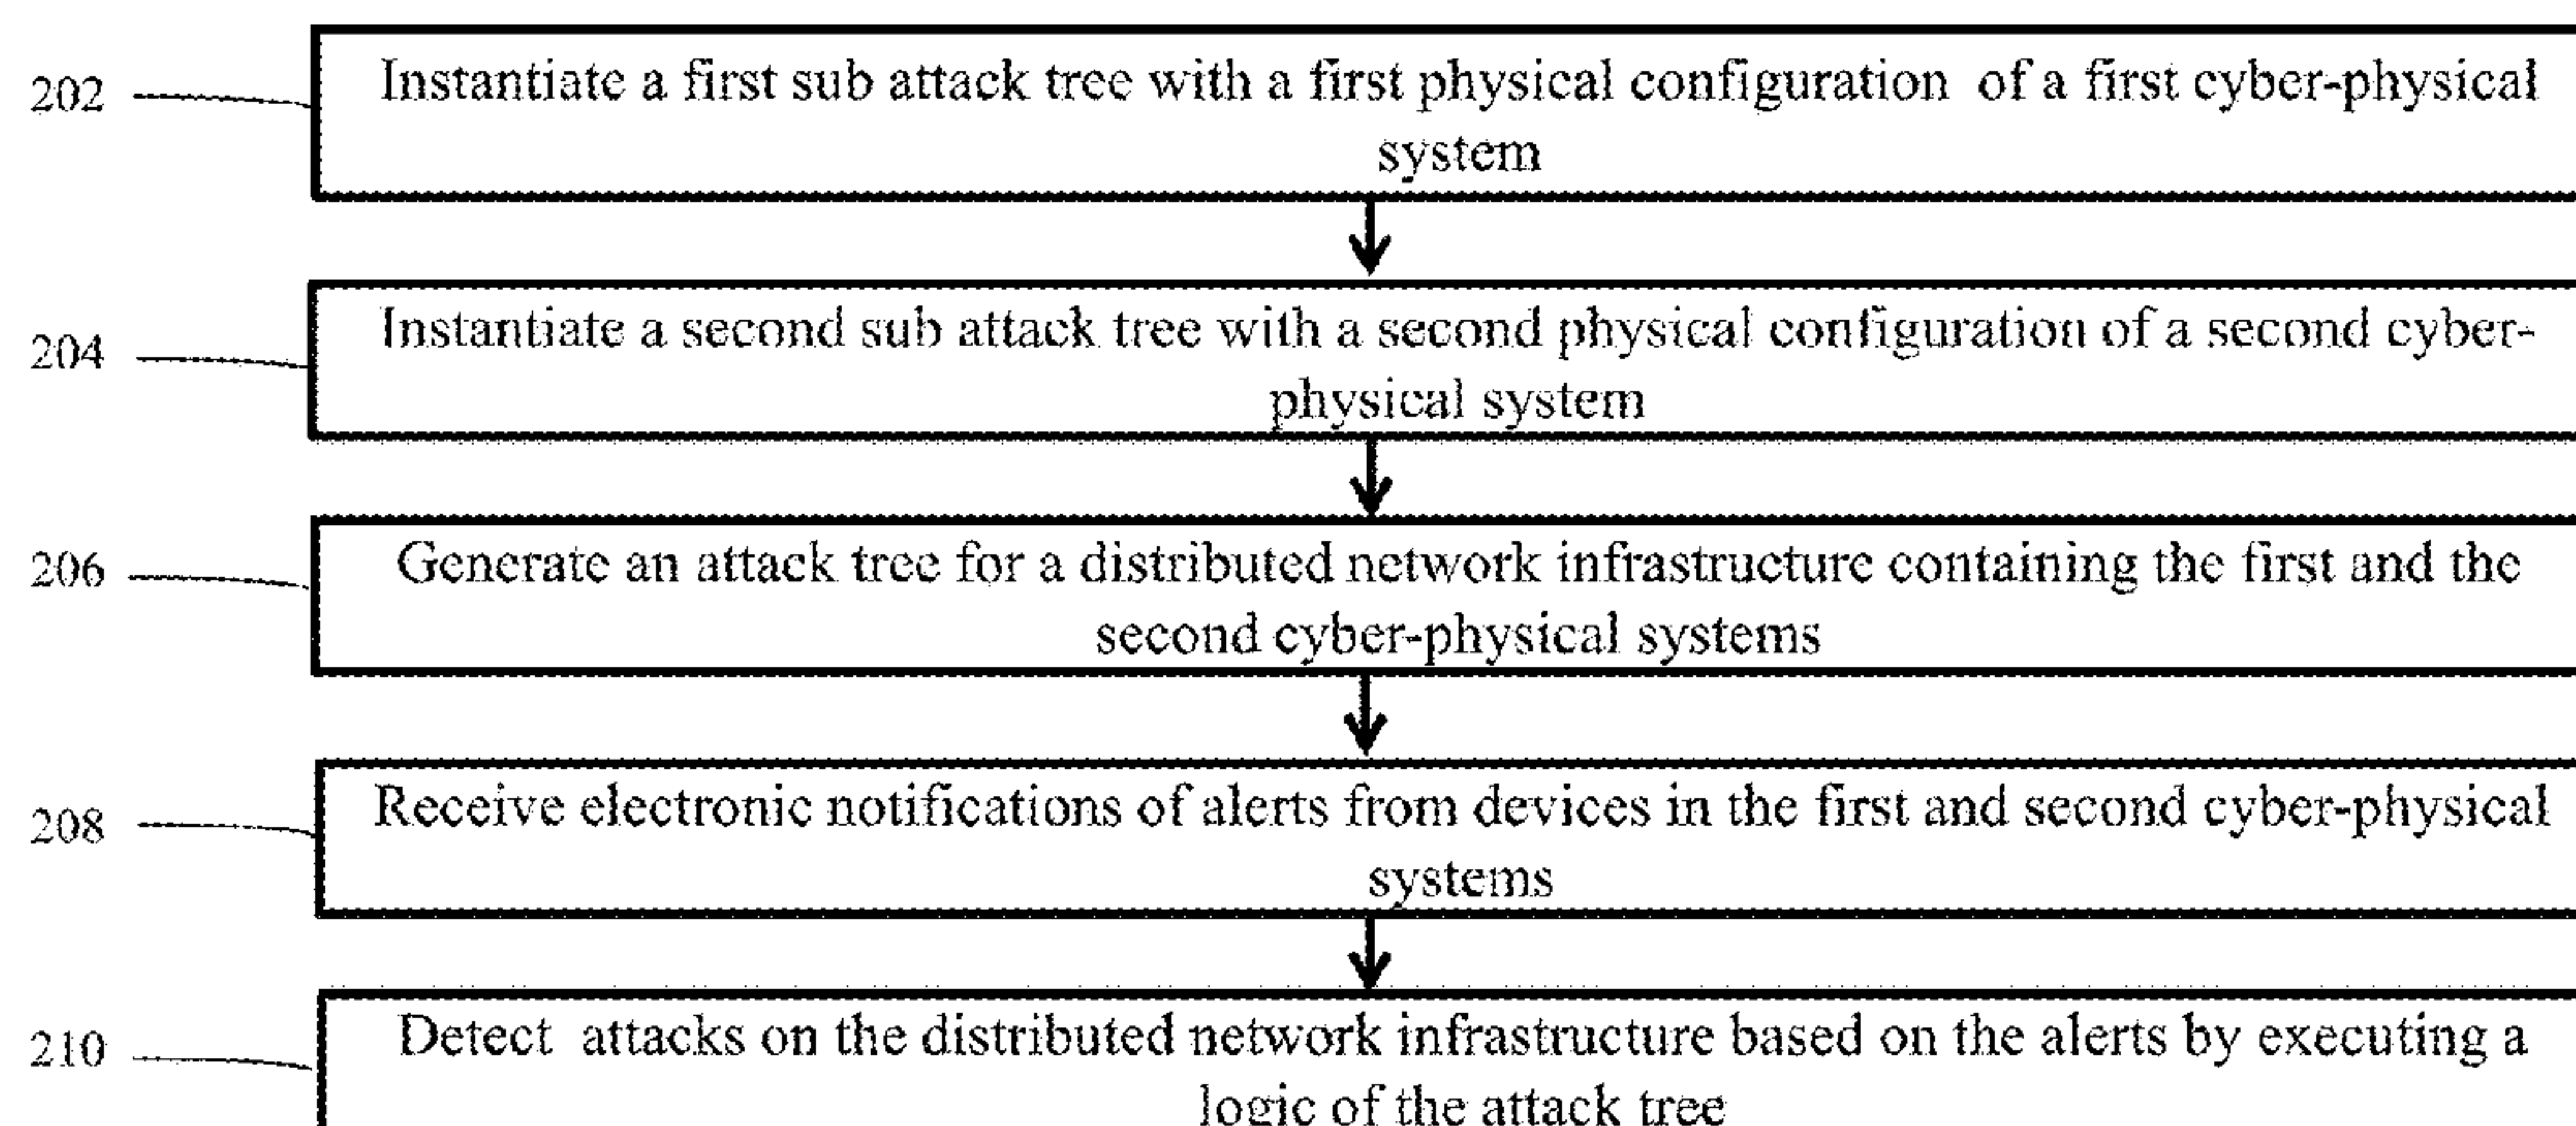 202
Instantiate a first sub attack tree with a first physical configuration of a first cyber-physical
system
204
Instantiate a second sub attack tree with a second physical configuration of a second cyber-
physical system
206
Generate an attack tree for a distributed network infrastructure containing the first and the
second cyber-physical systems
208
Receive electronic notifications of alerts from devices in the first and second cyber-physical
systems
210
Detect attacks on the distributed network infrastructure based on the alerts by executing a
logic of the attack tree